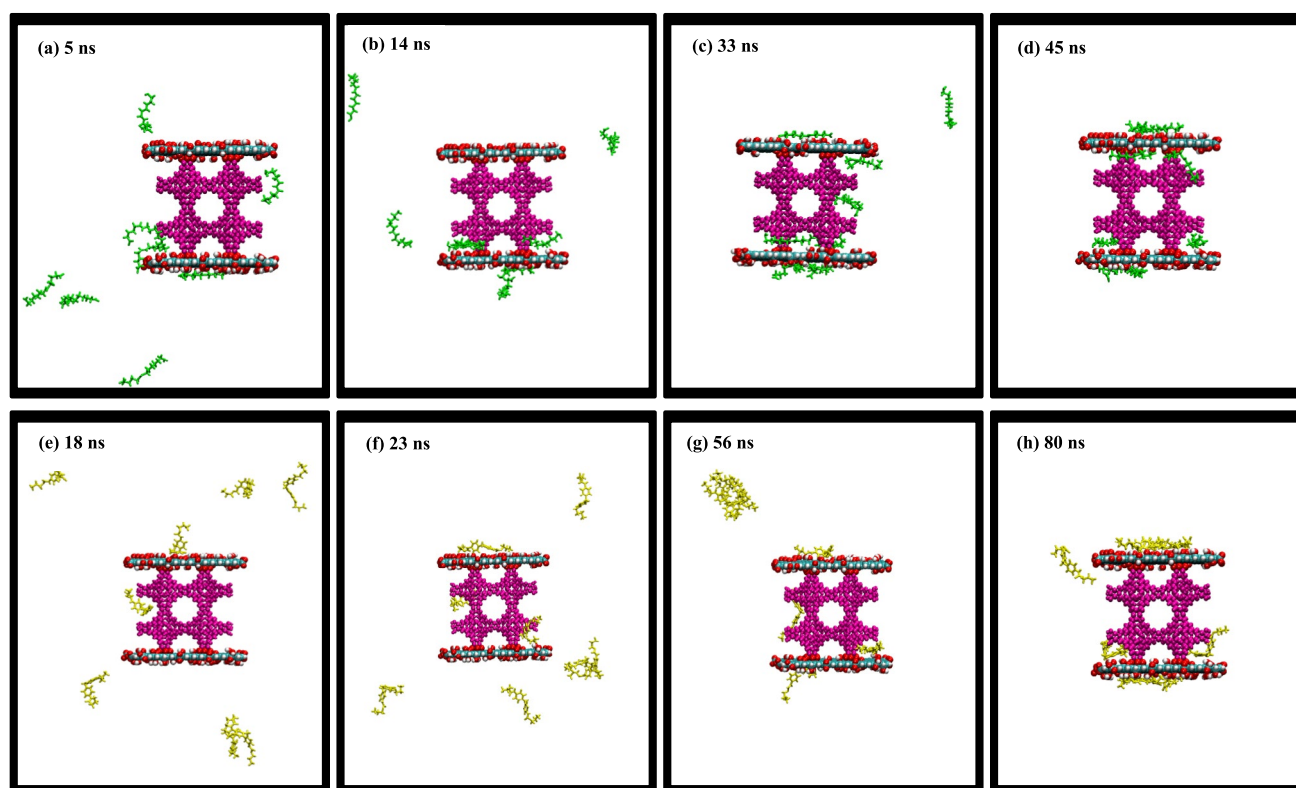 (a) 5 ns
(b) 14 ns
(c) 33 ns
(d) 45 ns
(e) 18 ns
(f) 23 ns
(g) 56 ns
(h) 80 ns